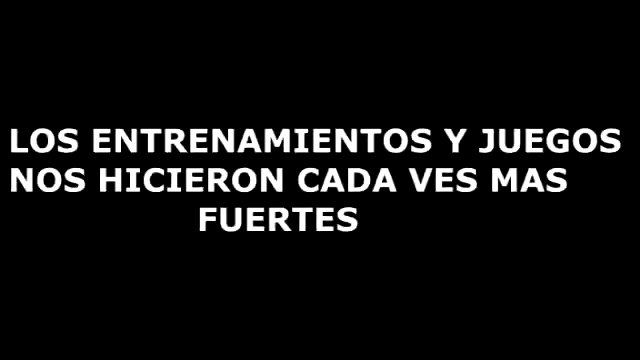 LOS ENTRENAMIENTOS Y JUEGOS
NOS HICIERON CADA VES MAS
FUERTES